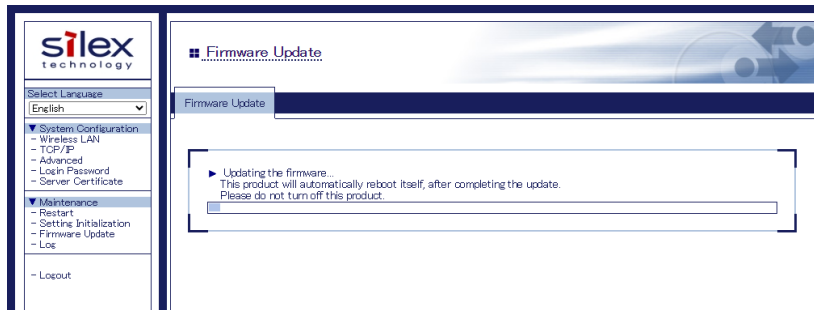 silex
technology
Select Language
English
▼ System Configuration
- Wireless LAN
- TCP/IP
- Advanced
- Login Password
- Server Certificate
▼ Maintenance
- Restart
- Setting Initialization
- Firmware Update
- Log
- Logout
Firmware Update
Firmware Update
► Updating the firmware...
This product will automatically reboot itself, after completing the update.
Please do not turn off this product.